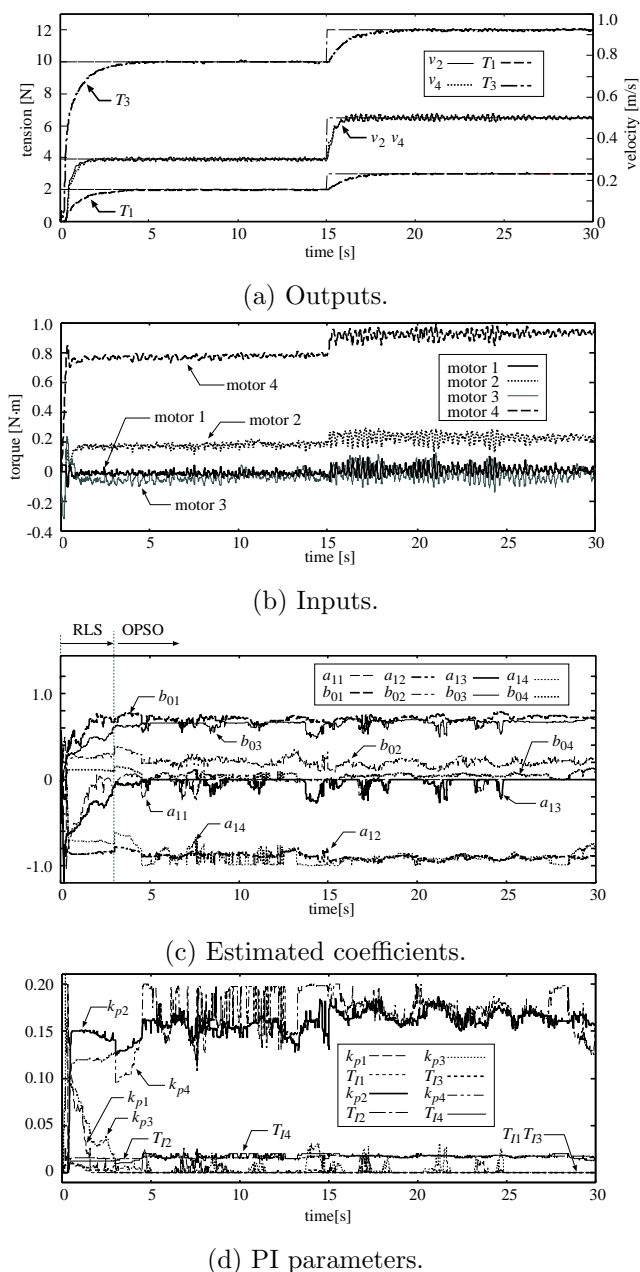 12
10
8
6
4
2
0
tension [N]
1.0
0.8
0.6
0.4
0.2
0
velocity [m/s]
v2 T1
v4 T3
T3
v2 v4
T1
0 5 10 15 20 25 30
time [s]
(a) Outputs.
1.0
0.8
0.6
0.4
0.2
0
-0.2
-0.4
torque [N·m]
motor 1
motor 2
motor 3
motor 4
motor 4
motor 1
motor 2
motor 3
0 5 10 15 20 25 30
time [s]
(b) Inputs.
RLS OPSO
1.0
0
-1.0
a11 a12 a13 a14
b01 b02 b03 b04
b01
b03
b02
b04
a11
a13
a14
a12
0 5 10 15 20 25 30
time[s]
(c) Estimated coefficients.
0.20
0.15
0.10
0.05
0
kp2
kp4
kp1
kp3
TI2
TI4
TI1 TI3
kp1 kp3
TI1 TI3
kp2 kp4
TI2 TI4
0 5 10 15 20 25 30
time[s]
(d) PI parameters.